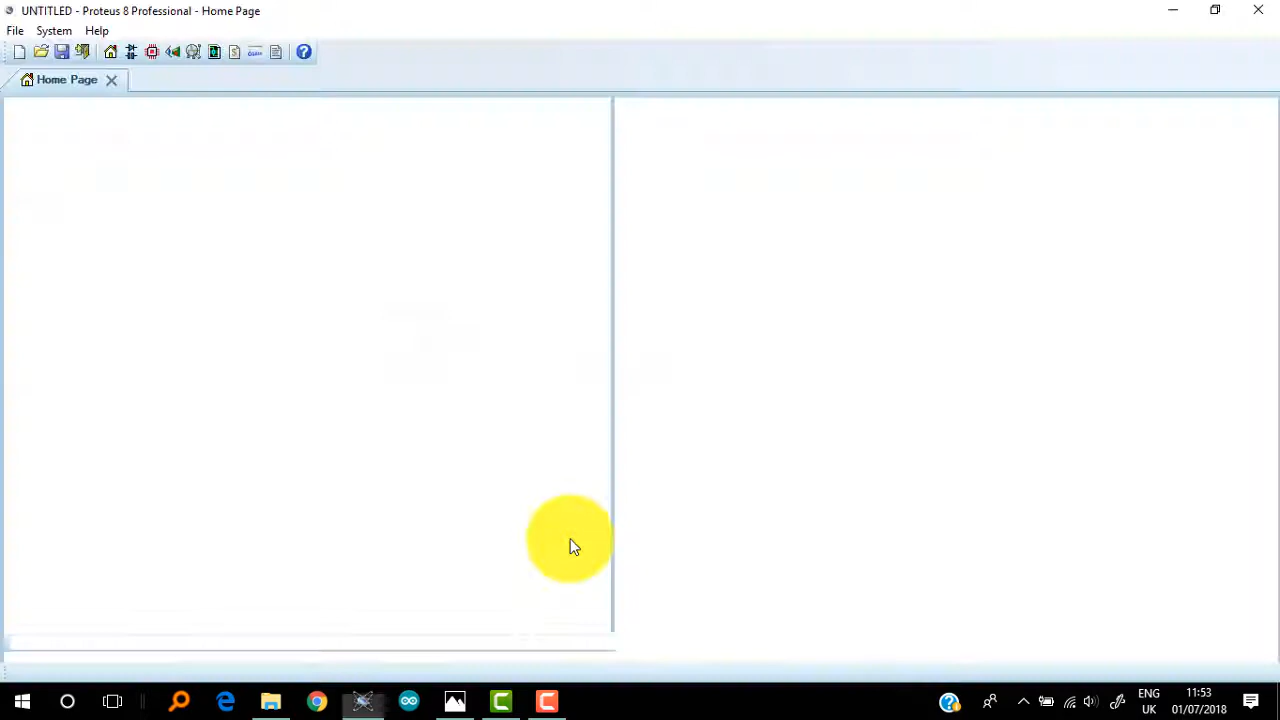 UNTITLED - Proteus 8 Professional - Home Page
File System Help
Home Page
ENG
UK
11:53
01/07/2018